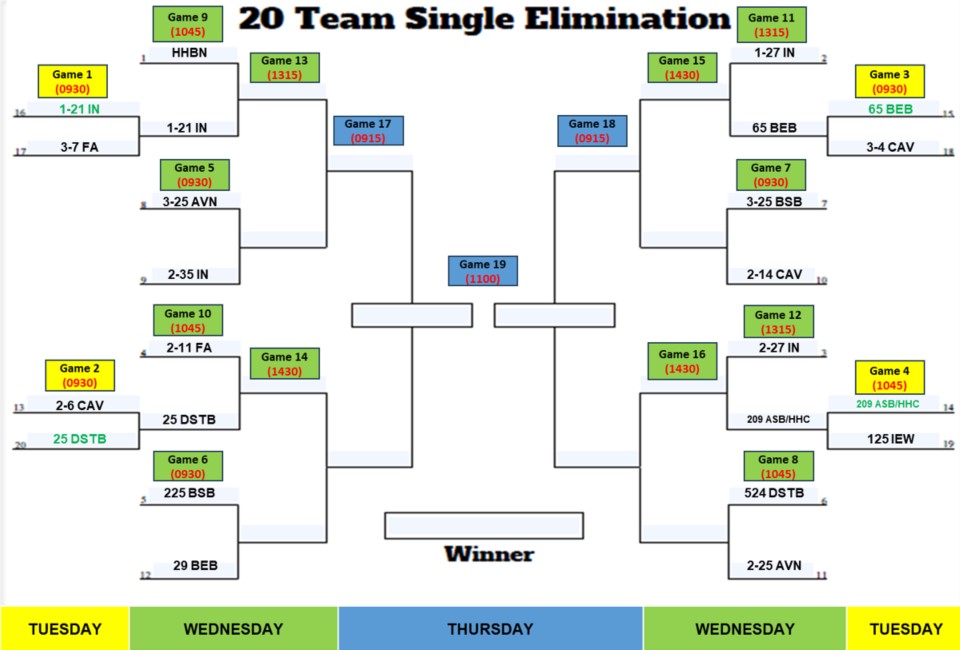 20 Team Single Elimination
Game 9
(1045)
1
HHBN
Game 13
(1315)
Game 1
(0930)
16
1-21 IN
17
3-7 FA
1-21 IN
Game 17
(0915)
Game 5
(0930)
8
3-25 AVN
9
2-35 IN
Game 10
(1045)
4
2-11 FA
Game 14
(1430)
Game 2
(0930)
13
2-6 CAV
20
25 DSTB
25 DSTB
Game 6
(0930)
5
225 BSB
12
29 BEB
Game 19
(1100)
Winner
Game 11
(1315)
1-27 IN
2
Game 15
(1430)
Game 3
(0930)
65 BEB
15
3-4 CAV
18
65 BEB
Game 18
(0915)
Game 7
(0930)
3-25 BSB
7
2-14 CAV
10
Game 12
(1315)
2-27 IN
3
Game 16
(1430)
Game 4
(1045)
209 ASB/HHC
14
125 IEW
19
209 ASB/HHC
Game 8
(1045)
524 DSTB
6
2-25 AVN
11
TUESDAY
WEDNESDAY
THURSDAY
WEDNESDAY
TUESDAY